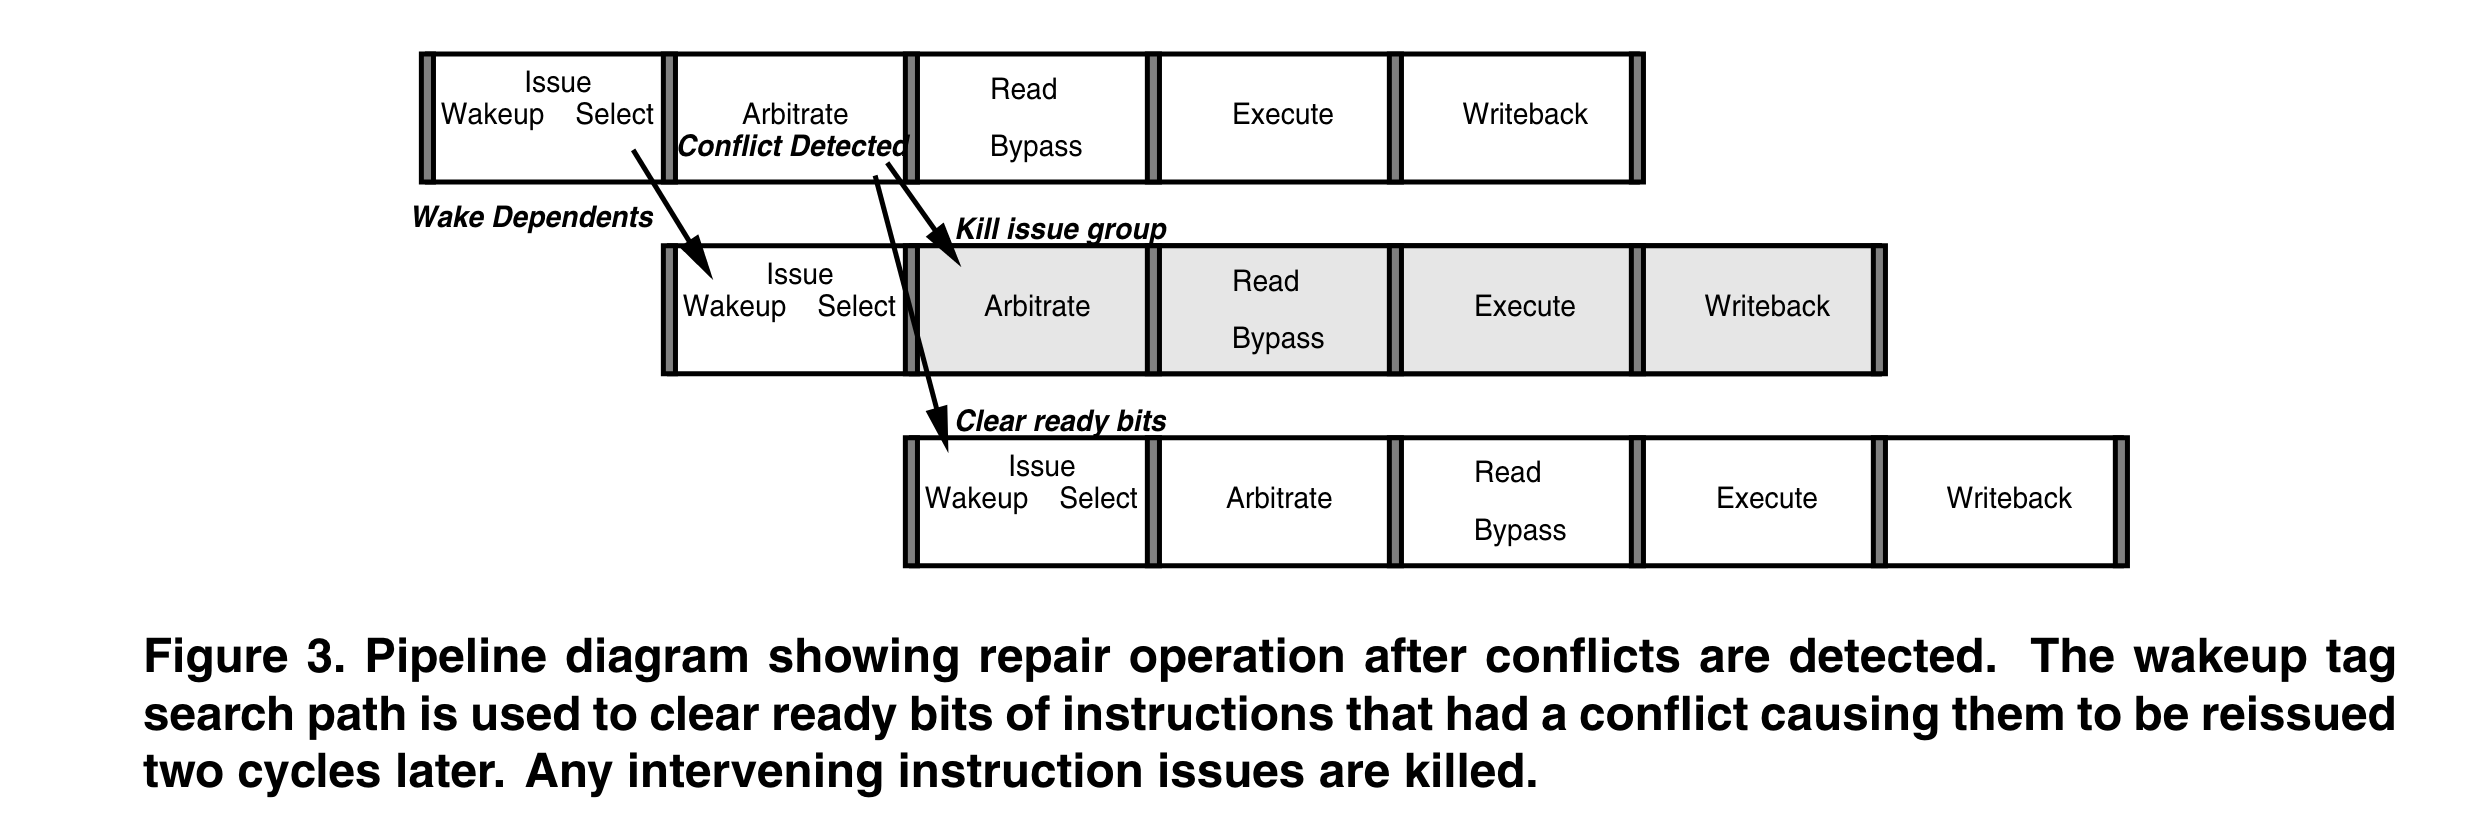 Issue
Wakeup Select
Arbitrate
Conflict Detected
Read
Bypass
Execute
Writeback
Wake Dependents
Kill issue group
Issue
Wakeup Select
Arbitrate
Read
Bypass
Execute
Writeback
Clear ready bits
Issue
Wakeup Select
Arbitrate
Read
Bypass
Execute
Writeback
Figure 3. Pipeline diagram showing repair operation after conflicts are detected. The wakeup tag
search path is used to clear ready bits of instructions that had a conflict causing them to be reissued
two cycles later. Any intervening instruction issues are killed.